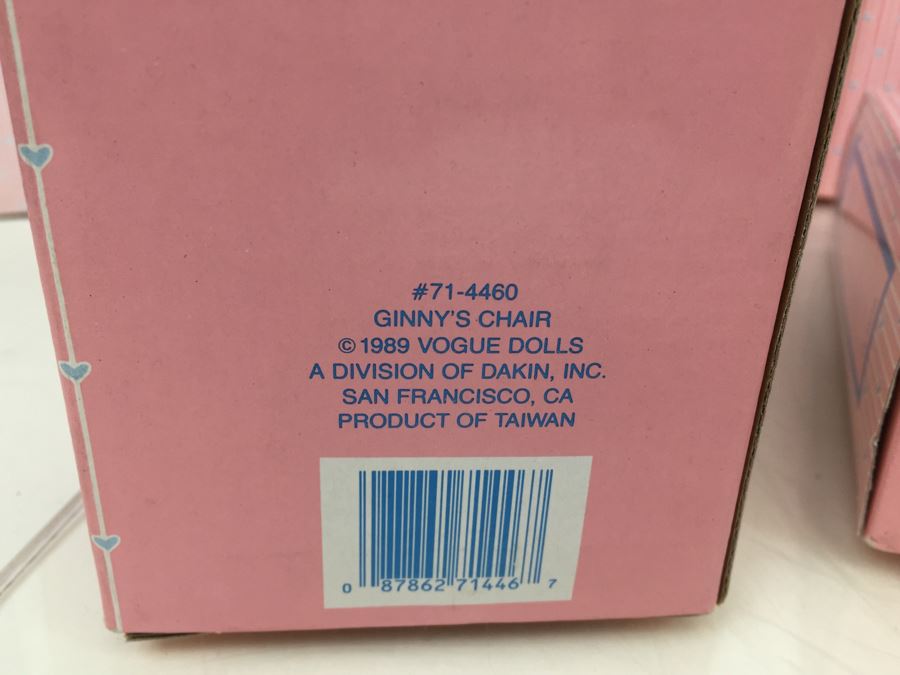 #71-4460
GINNY'S CHAIR
© 1989 VOGUE DOLLS
A DIVISION OF DAKIN, INC.
SAN FRANCISCO, CA
PRODUCT OF TAIWAN
0 87862 71446 7